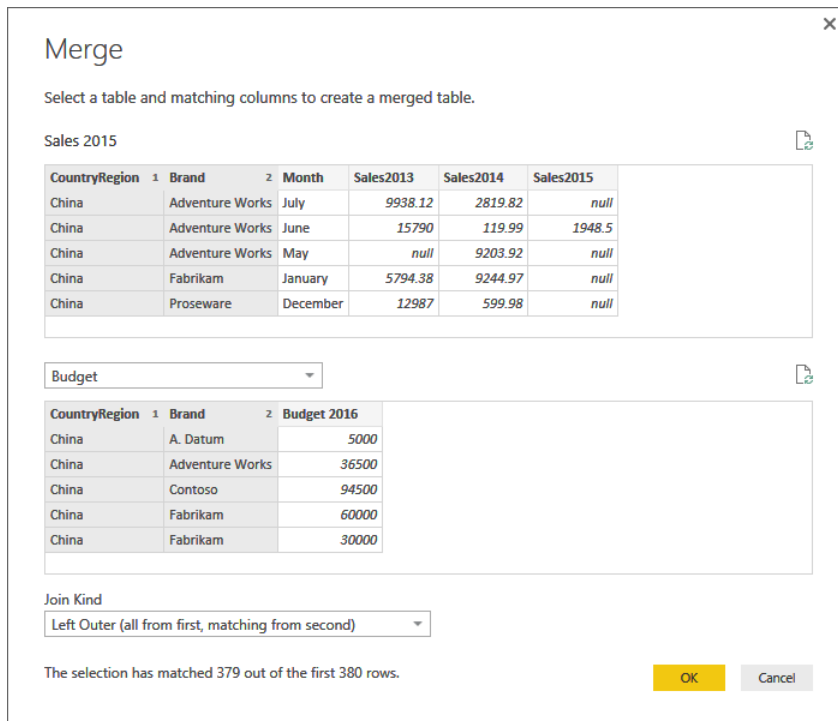 Merge
Select a table and matching columns to create a merged table.
Sales 2015
CountryRegion 1 Brand 2 Month Sales2013 Sales2014 Sales2015
China Adventure Works July 9938.12 2819.82 null
China Adventure Works June 15790 119.99 1948.5
China Adventure Works May null 9203.92 null
China Fabrikam January 5794.38 9244.97 null
China Proseware December 12987 599.98 null
Budget
CountryRegion 1 Brand 2 Budget 2016
China A. Datum 5000
China Adventure Works 36500
China Contoso 94500
China Fabrikam 60000
China Fabrikam 30000
Join Kind
Left Outer (all from first, matching from second)
The selection has matched 379 out of the first 380 rows. OK Cancel